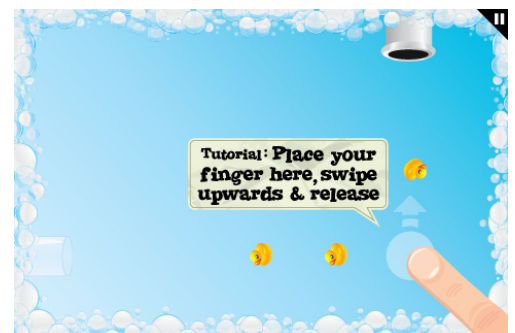 Tutorial: Place your
finger here, swipe
upwards & release